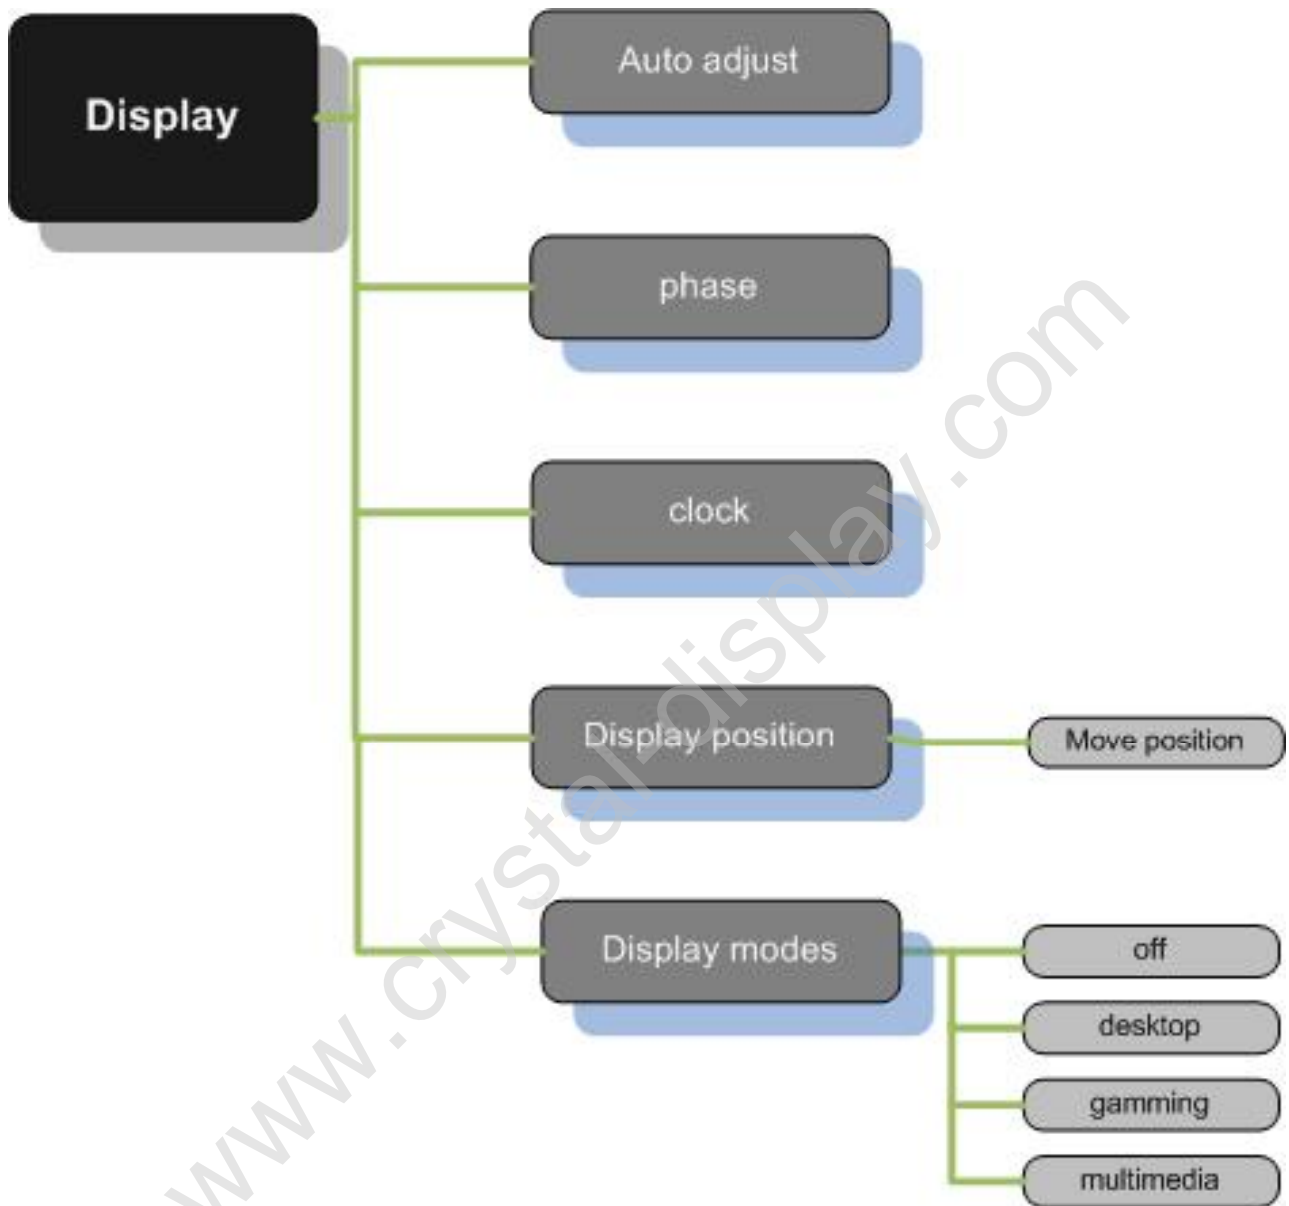 Display
Auto adjust
phase
clock
Display position
Move position
Display modes
off
desktop
gamming
multimedia
www.crystal-display.com